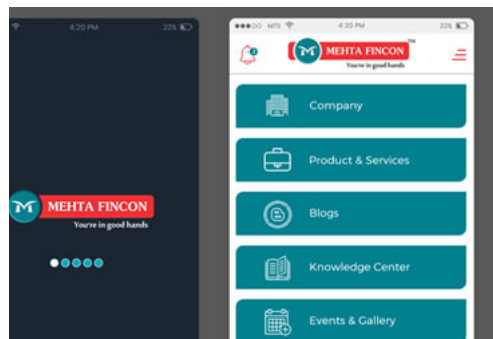 4:20 PM
22%
M MEHTA FINCON
You're in good hands
MTS
4:20 PM
22%
M MEHTA FINCON ™
You're in good hands
Company
Product & Services
B Blogs
Knowledge Center
Events & Gallery